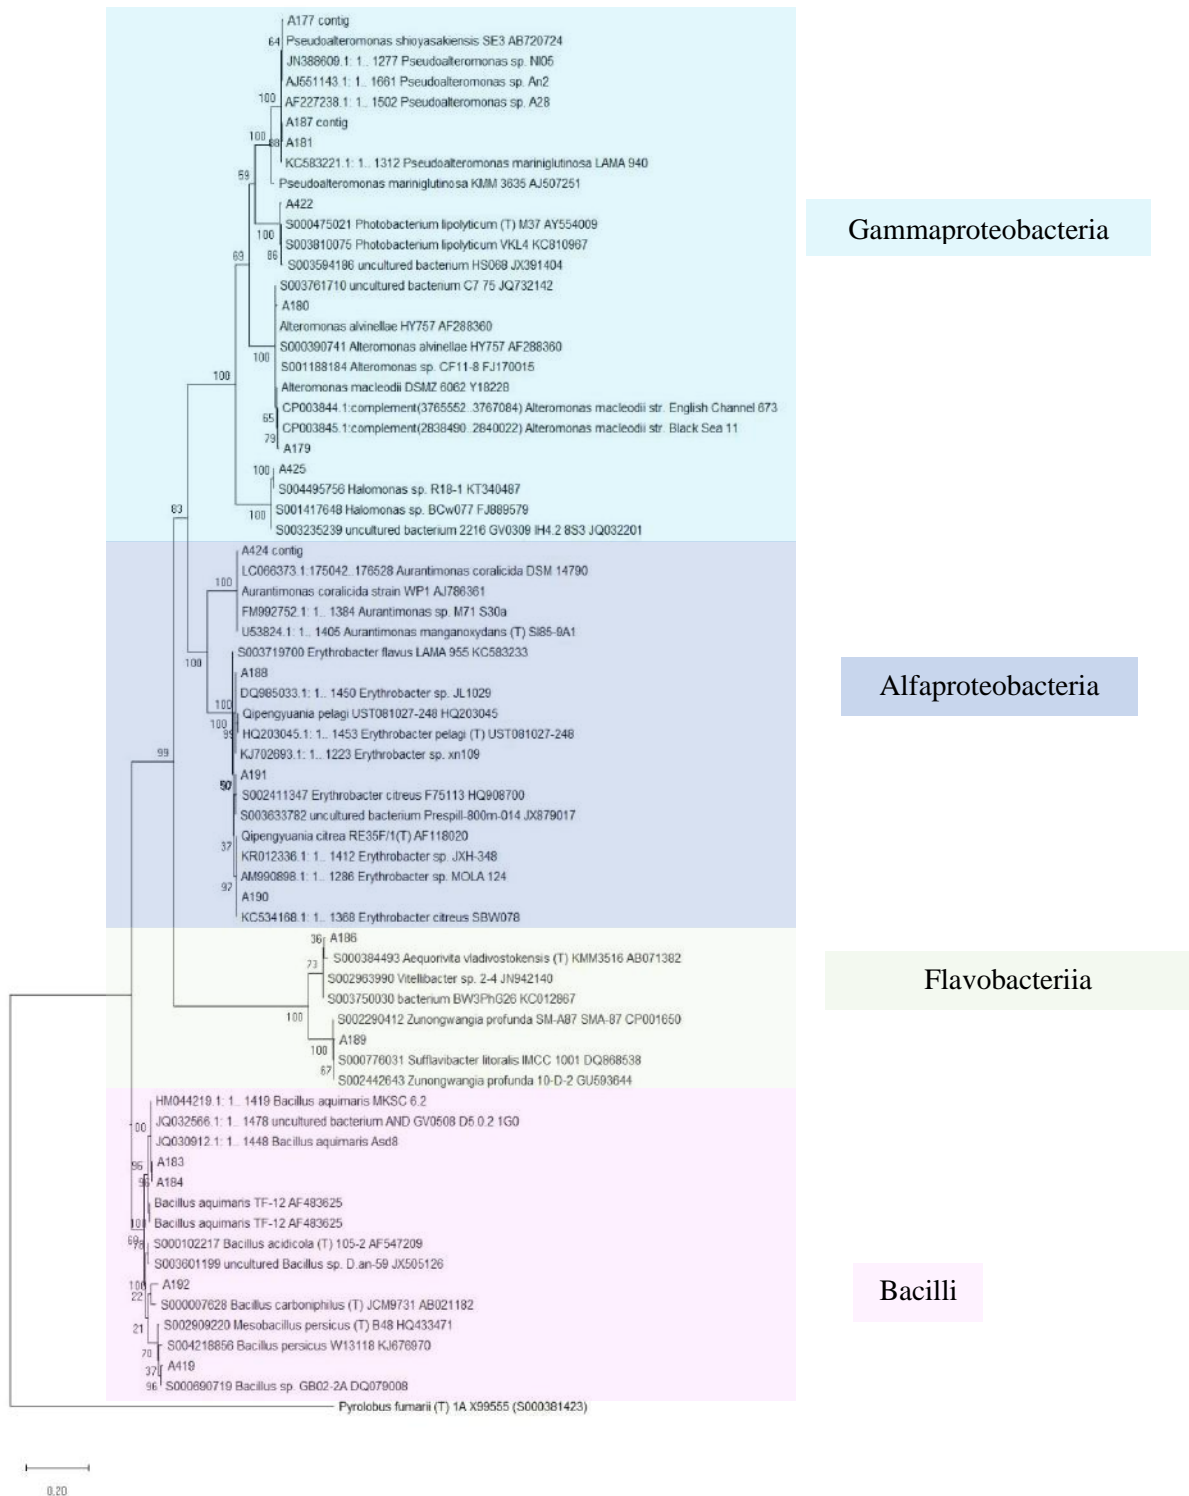 A177 contig
64
Pseudoalteromonas shioyasakiensis SE3 AB720724
JN388609.1: 1.. 1277 Pseudoalteromonas sp. NI05
AJ551143.1: 1.. 1661 Pseudoalteromonas sp. An2
100
AF227238.1: 1.. 1502 Pseudoalteromonas sp. A28
A187 contig
100
88
A181
KC583221.1: 1.. 1312 Pseudoalteromonas mariniglutinosa LAMA 940
59
Pseudoalteromonas mariniglutinosa KMM 3635 AJ507251
A422
S000475021 Photobacterium lipolyticum (T) M37 AY554009
Gammaproteobacteria
100
S003810075 Photobacterium lipolyticum VKL4 KC810967
69
86
S003594186 uncultured bacterium HS068 JX391404
S003761710 uncultured bacterium C7 75 JQ732142
A180
Alteromonas alvinellae HY757 AF288360
S000390741 Alteromonas alvinellae HY757 AF288360
100
S001188184 Alteromonas sp. CF11-8 FJ170015
100
Alteromonas macleodii DSMZ 6062 Y18228
CP003844.1:complement(3765552..3767084) Alteromonas macleodii str. English Channel 673
65
CP003845.1:complement(2838490..2840022) Alteromonas macleodii str. Black Sea 11
79
A179
100
A425
S004495756 Halomonas sp. R18-1 KT340487
83
S001417648 Halomonas sp. BCw077 FJ889579
100
S003235239 uncultured bacterium 2216 GV0309 IH4.2 8S3 JQ032201
A424 contig
LC066373.1:175042..176528 Aurantimonas coralicida DSM 14790
100
Aurantimonas coralicida strain WP1 AJ786361
FM992752.1: 1.. 1384 Aurantimonas sp. M71 S30a
U53824.1: 1.. 1405 Aurantimonas manganoxydans (T) SI85-9A1
S003719700 Erythrobacter flavus LAMA 955 KC583233
100
A188
Alfaproteobacteria
DQ985033.1: 1.. 1450 Erythrobacter sp. JL1029
100
Qipengyuania pelagi UST081027-248 HQ203045
100
HQ203045.1: 1.. 1453 Erythrobacter pelagi (T) UST081027-248
99
KJ702693.1: 1.. 1223 Erythrobacter sp. xn109
A191
S002411347 Erythrobacter citreus F75113 HQ908700
S003633782 uncultured bacterium Prespill-800m-014 JX879017
Qipengyuania citrea RE35F/1(T) AF118020
37
KR012336.1: 1.. 1412 Erythrobacter sp. JXH-348
AM990898.1: 1.. 1286 Erythrobacter sp. MOLA 124
97
A190
KC534168.1: 1.. 1368 Erythrobacter citreus SBW078
36
A186
S000384493 Aequorivita vladivostokensis (T) KMM3516 AB071382
73
S002963990 Vitellibacter sp. 2-4 JN942140
Flavobacteriia
S003750030 bacterium BW3PhG26 KC012867
100
S002290412 Zunongwangia profunda SM-A87 SMA-87 CP001650
A189
100
S000776031 Sufflavibacter litoralis IMCC 1001 DQ868538
67
S002442643 Zunongwangia profunda 10-D-2 GU593644
HM044219.1: 1.. 1419 Bacillus aquimaris MKSC 6.2
JQ032566.1: 1.. 1478 uncultured bacterium AND GV0508 D5.0.2 1G0
JQ030912.1: 1.. 1448 Bacillus aquimaris Asd8
A183
A184
Bacillus aquimaris TF-12 AF483625
Bacillus aquimaris TF-12 AF483625
100
S000102217 Bacillus acidicola (T) 105-2 AF547209
S003601199 uncultured Bacillus sp. D.an-59 JX505126
100
A192
Bacilli
22
S000007628 Bacillus carboniphilus (T) JCM9731 AB021182
21
S002909220 Mesobacillus persicus (T) B48 HQ433471
70
S004218856 Bacillus persicus W13118 KJ676970
37
A419
96
S000690719 Bacillus sp. GB02-2A DQ079008
Pyrolobus fumarii (T) 1A X99555 (S000381423)
0.20